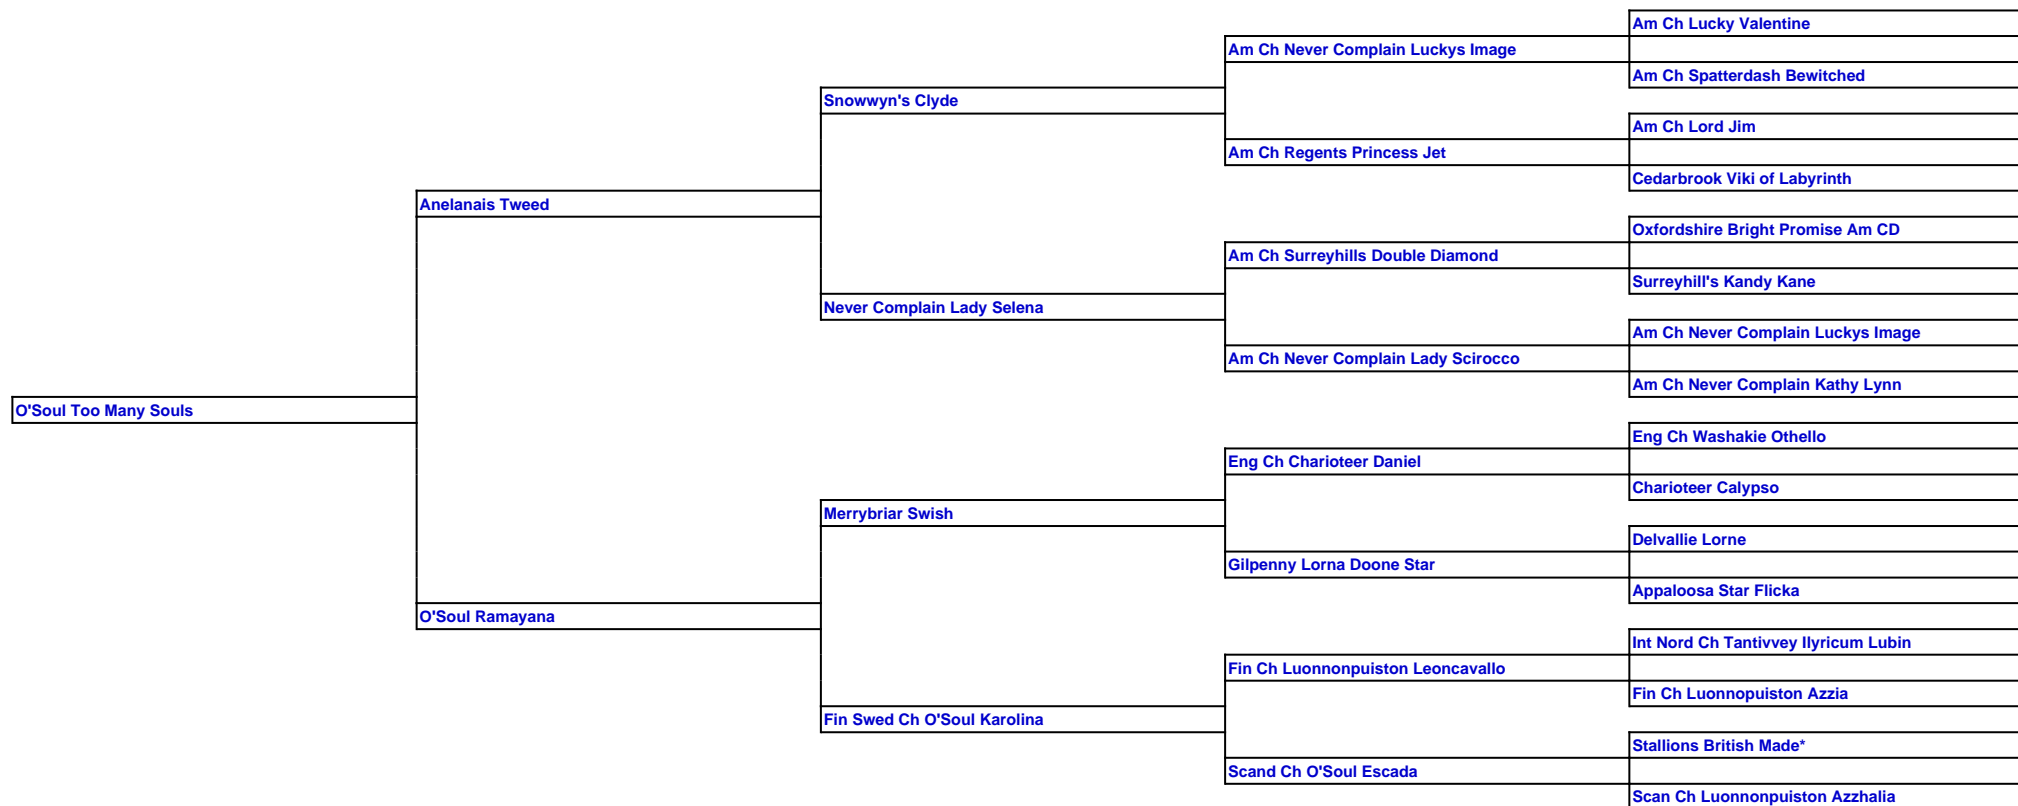 Am Ch Lucky Valentine
Am Ch Never Complain Luckys Image
Am Ch Spatterdash Bewitched
Snowwyn's Clyde
Am Ch Lord Jim
Am Ch Regents Princess Jet
Cedarbrook Viki of Labyrinth
Anelanais Tweed
Oxfordshire Bright Promise Am CD
Am Ch Surreyhills Double Diamond
Surreyhill's Kandy Kane
Never Complain Lady Selena
Am Ch Never Complain Luckys Image
Am Ch Never Complain Lady Scirocco
Am Ch Never Complain Kathy Lynn
O'Soul Too Many Souls
Eng Ch Washakie Othello
Eng Ch Charioteer Daniel
Charioteer Calypso
Merrybriar Swish
Delvallie Lorne
Gilpenny Lorna Doone Star
Appaloosa Star Flicka
O'Soul Ramayana
Int Nord Ch Tantivvey Ilyricum Lubin
Fin Ch Luonnonpuiston Leoncavallo
Fin Ch Luonnopuiston Azzia
Fin Swed Ch O'Soul Karolina
Stallions British Made*
Scand Ch O'Soul Escada
Scan Ch Luonnonpuiston Azzhalia